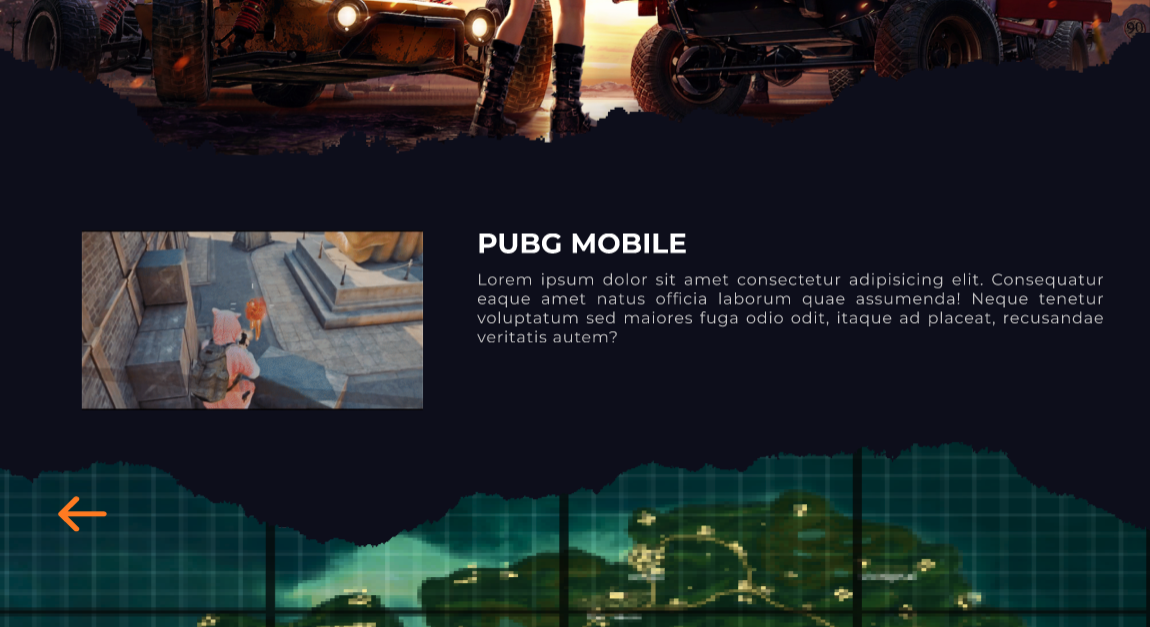 PUBG MOBILE
Lorem ipsum dolor sit amet consectetur adipisicing elit. Consequatur
eaque amet natus officia laborum quae assumenda! Neque tenetur
voluptatum sed maiores fuga odio odit, itaque ad placeat, recusandae
veritatis autem?